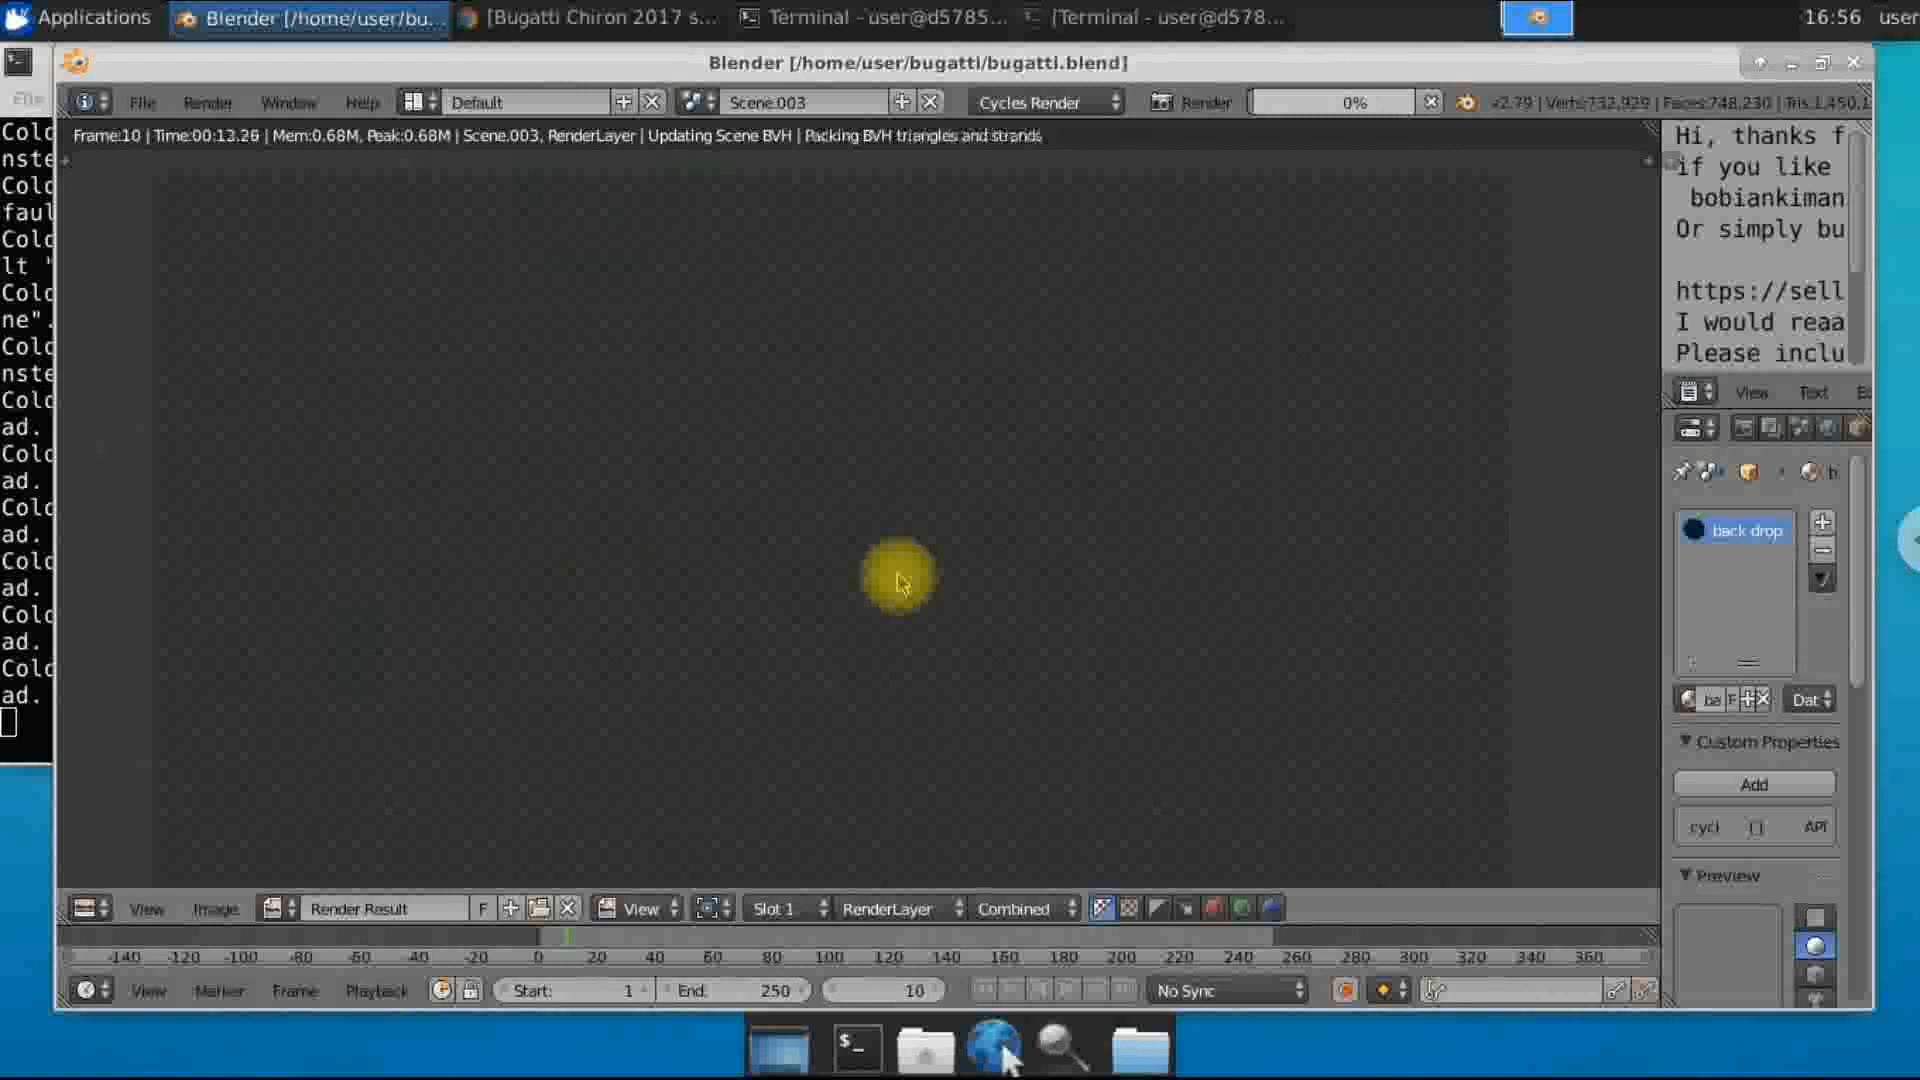 Applications
Blender [/home/user/bu...
[Bugatti Chiron 2017 s...
Terminal - user@d5785...
[Terminal - user@d578...
16:56 user
Blender [/home/user/bugatti/bugatti.blend]
File
File Render Window Help
Default
Scene.003
Cycles Render
Render
0%
v2.79 | Verts:732,929 | Faces:748,230 | Tris:1,450,1
Frame:10 | Time:00:13.26 | Mem:0.68M, Peak:0.68M | Scene.003, RenderLayer | Updating Scene BVH | Packing BVH triangles and strands
Colo
nste
Colo
faul
Colo
lt "
Colo
ne".
Colo
nste
Colo
ad.
Colo
ad.
Colo
ad.
Colo
ad.
Colo
ad.
Colo
ad.
Hi, thanks f
if you like
bobiankiman
Or simply bu
https://sell
I would reaa
Please inclu
View Text Ed
back drop
ba F
Dat
Custom Properties
Add
cycl {} API
Preview
View Image
Render Result F
View
Slot 1
RenderLayer
Combined
-140 -120 -100 -80 -60 -40 -20 0 20 40 60 80 100 120 140 160 180 200 220 240 260 280 300 320 340 360
View Marker Frame Playback
Start: 1
End: 250
10
No Sync